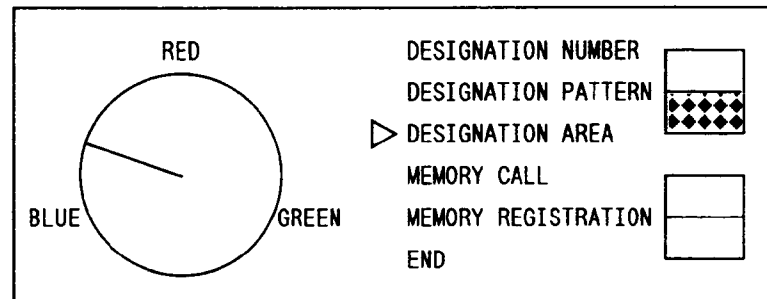 RED
BLUE
GREEN
DESIGNATION NUMBER
DESIGNATION PATTERN
DESIGNATION AREA
MEMORY CALL
MEMORY REGISTRATION
END